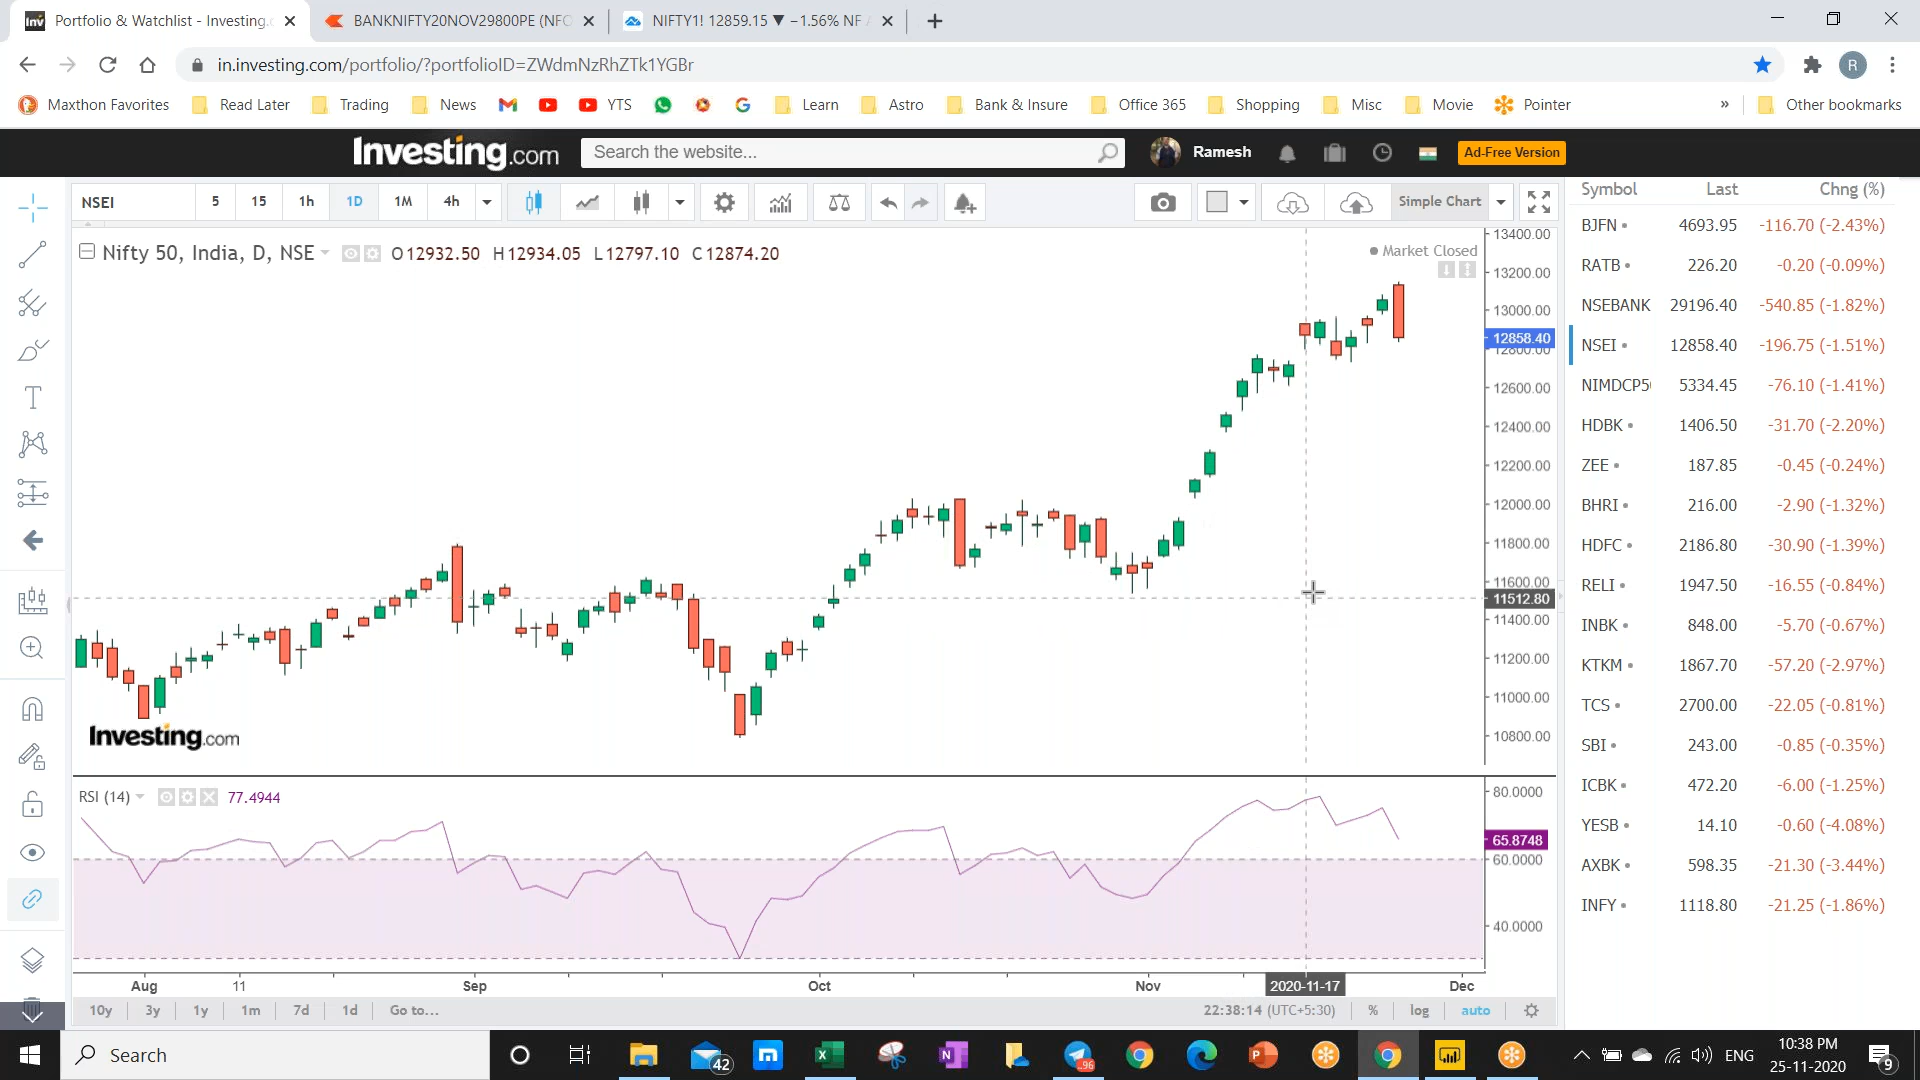 Portfolio & Watchlist - Investing.
BANKNIFTY20NOV29800PE (NFO
NIFTY1! 12859.15 ▼ −1.56% NF A
in.investing.com/portfolio/?portfolioID=ZWdmNzRhZTk1YGBr
R
Maxthon Favorites Read Later Trading News YTS Learn Astro Bank & Insure Office 365 Shopping Misc Movie Pointer » Other bookmarks
Investing.com Search the website... Ramesh Ad-Free Version
NSEI 5 15 1h 1D 1M 4h Simple Chart
Nifty 50, India, D, NSE O12932.50 H12934.05 L12797.10 C12874.20
Market Closed
13400.00
13200.00
13000.00
12858.40
12800.00
12600.00
12400.00
12200.00
12000.00
11800.00
11600.00
11512.80
11400.00
11200.00
11000.00
10800.00
Investing.com
RSI (14) 77.4944
80.0000
65.8748
60.0000
40.0000
Aug 11 Sep Oct Nov 2020-11-17 Dec
10y 3y 1y 1m 7d 1d Go to... 22:38:14 (UTC+5:30) % log auto
Symbol Last Chng (%)
BJFN 4693.95 -116.70 (-2.43%)
RATB 226.20 -0.20 (-0.09%)
NSEBANK 29196.40 -540.85 (-1.82%)
NSEI 12858.40 -196.75 (-1.51%)
NIMDCP50 5334.45 -76.10 (-1.41%)
HDBK 1406.50 -31.70 (-2.20%)
ZEE 187.85 -0.45 (-0.24%)
BHRI 216.00 -2.90 (-1.32%)
HDFC 2186.80 -30.90 (-1.39%)
RELI 1947.50 -16.55 (-0.84%)
INBK 848.00 -5.70 (-0.67%)
KTKM 1867.70 -57.20 (-2.97%)
TCS 2700.00 -22.05 (-0.81%)
SBI 243.00 -0.85 (-0.35%)
ICBK 472.20 -6.00 (-1.25%)
YESB 14.10 -0.60 (-4.08%)
AXBK 598.35 -21.30 (-3.44%)
INFY 1118.80 -21.25 (-1.86%)
Search 42 96 ENG
10:38 PM
25-11-2020
9